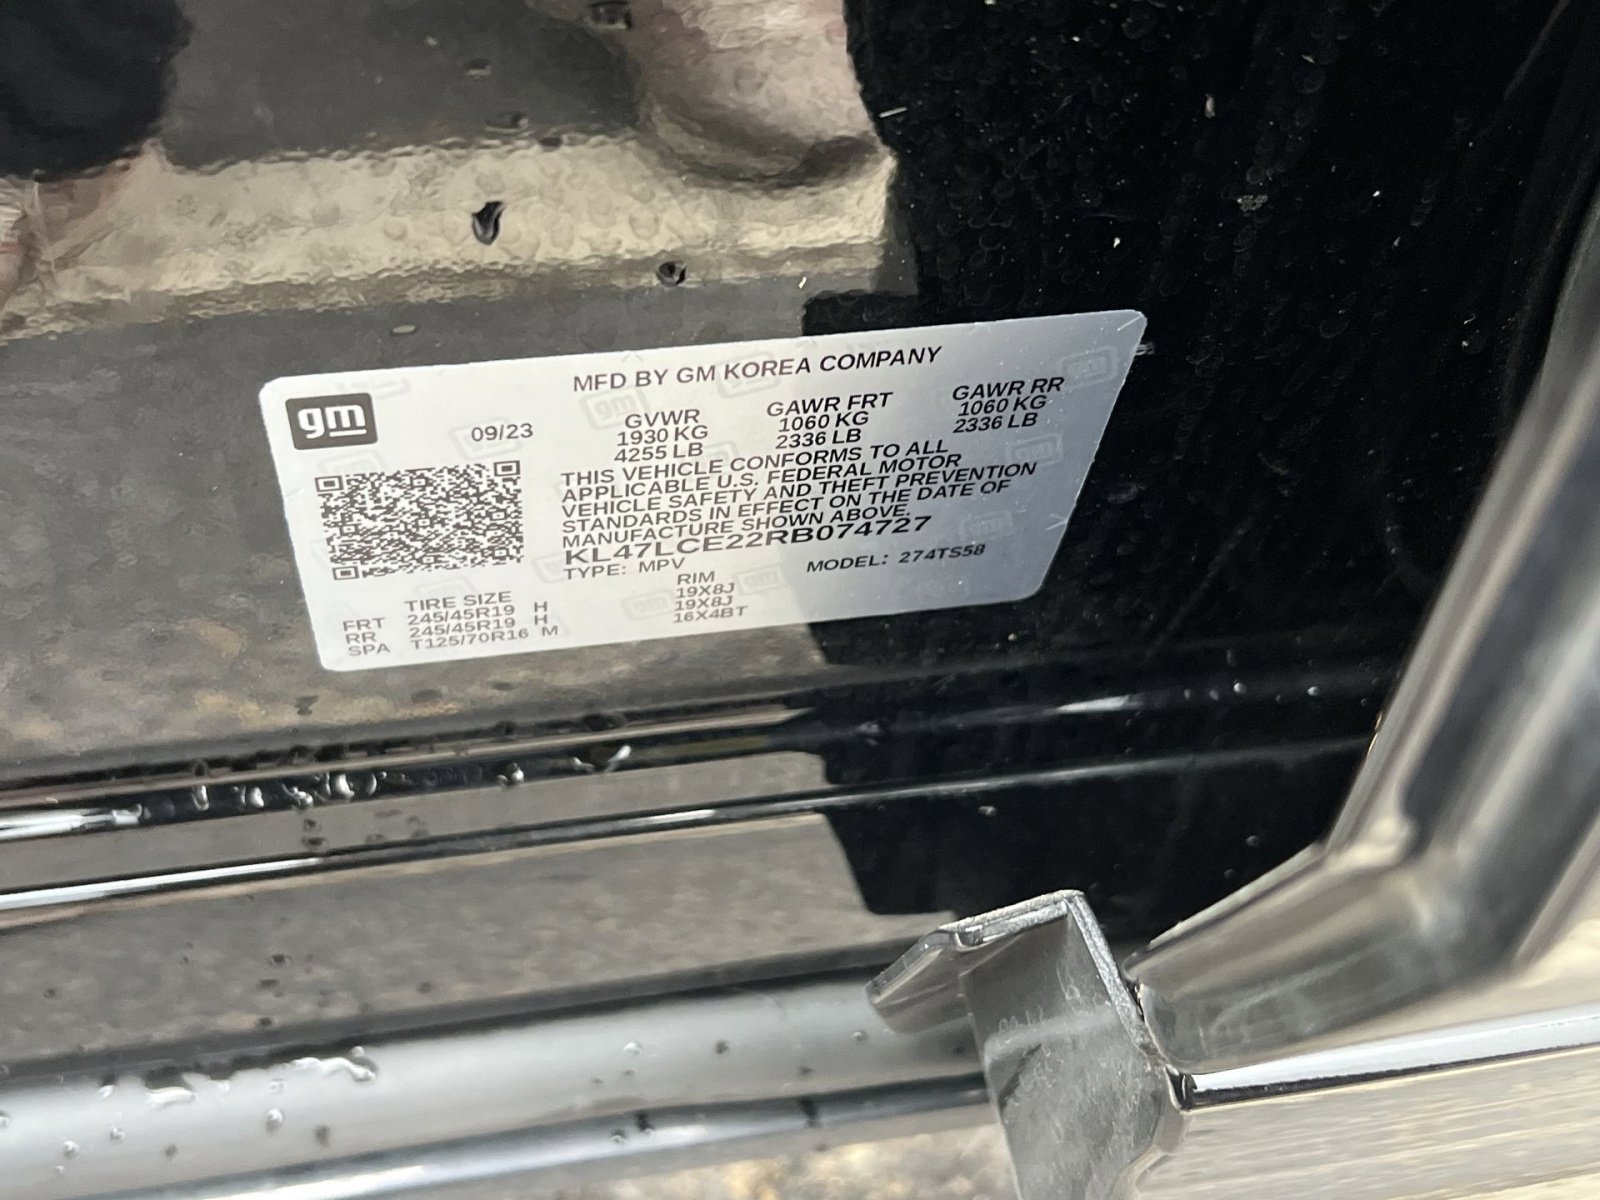 MFD BY GM KOREA COMPANY
gm
09/23
GVWR GAWR FRT GAWR RR
1930 KG 1060 KG 1060 KG
4255 LB 2336 LB 2336 LB
THIS VEHICLE CONFORMS TO ALL
APPLICABLE U.S. FEDERAL MOTOR
VEHICLE SAFETY AND THEFT PREVENTION
STANDARDS IN EFFECT ON THE DATE OF
MANUFACTURE SHOWN ABOVE.
KL47LCE22RB074727
TYPE: MPV MODEL: 274TS58
TIRE SIZE RIM
FRT 245/45R19 H 19X8J
RR 245/45R19 H 19X8J
SPA T125/70R16 M 16X4BT